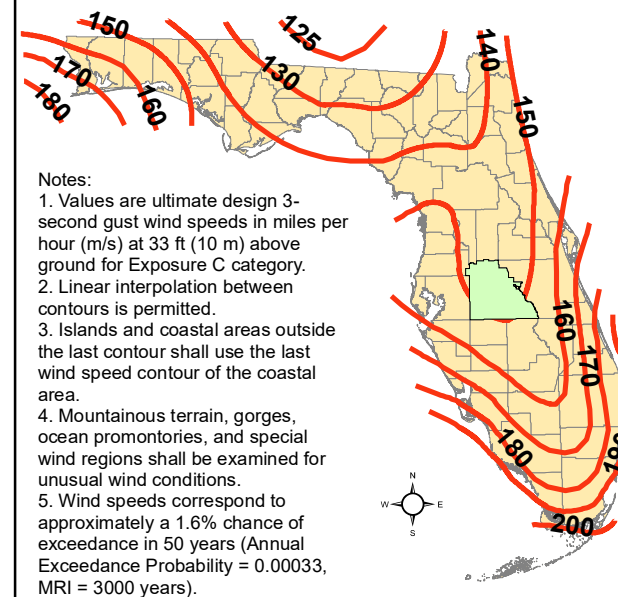 150
125
140
170
130
180
160
150
Notes:
1. Values are ultimate design 3-
second gust wind speeds in miles per
hour (m/s) at 33 ft (10 m) above
ground for Exposure C category.
2. Linear interpolation between
contours is permitted.
3. Islands and coastal areas outside
the last contour shall use the last
wind speed contour of the coastal
area.
4. Mountainous terrain, gorges,
ocean promontories, and special
wind regions shall be examined for
unusual wind conditions.
5. Wind speeds correspond to
approximately a 1.6% chance of
exceedance in 50 years (Annual
Exceedance Probability = 0.00033,
MRI = 3000 years).
160
170
180
N
W E
S
200